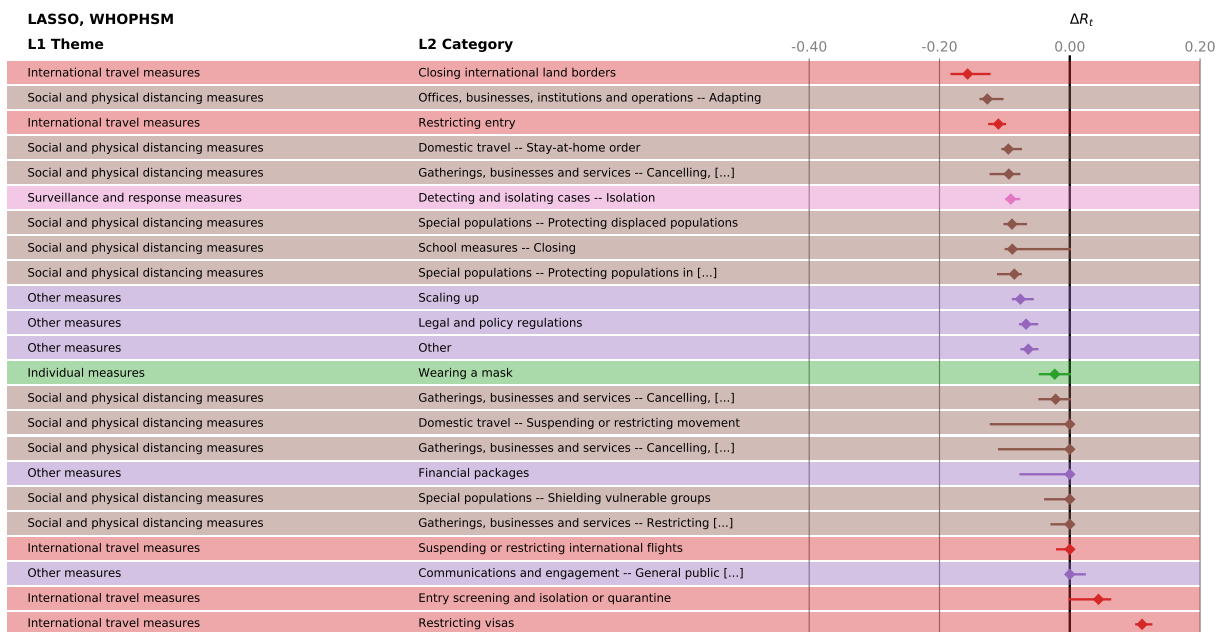 LASSO, WHOPHSM ΔRt
L1 Theme L2 Category -0.40 -0.20 0.00 0.20
International travel measures Closing international land borders
Social and physical distancing measures Offices, businesses, institutions and operations -- Adapting
International travel measures Restricting entry
Social and physical distancing measures Domestic travel -- Stay-at-home order
Social and physical distancing measures Gatherings, businesses and services -- Cancelling, [...]
Surveillance and response measures Detecting and isolating cases -- Isolation
Social and physical distancing measures Special populations -- Protecting displaced populations
Social and physical distancing measures School measures -- Closing
Social and physical distancing measures Special populations -- Protecting populations in [...]
Other measures Scaling up
Other measures Legal and policy regulations
Other measures Other
Individual measures Wearing a mask
Social and physical distancing measures Gatherings, businesses and services -- Cancelling, [...]
Social and physical distancing measures Domestic travel -- Suspending or restricting movement
Social and physical distancing measures Gatherings, businesses and services -- Cancelling, [...]
Other measures Financial packages
Social and physical distancing measures Special populations -- Shielding vulnerable groups
Social and physical distancing measures Gatherings, businesses and services -- Restricting [...]
International travel measures Suspending or restricting international flights
Other measures Communications and engagement -- General public [...]
International travel measures Entry screening and isolation or quarantine
International travel measures Restricting visas